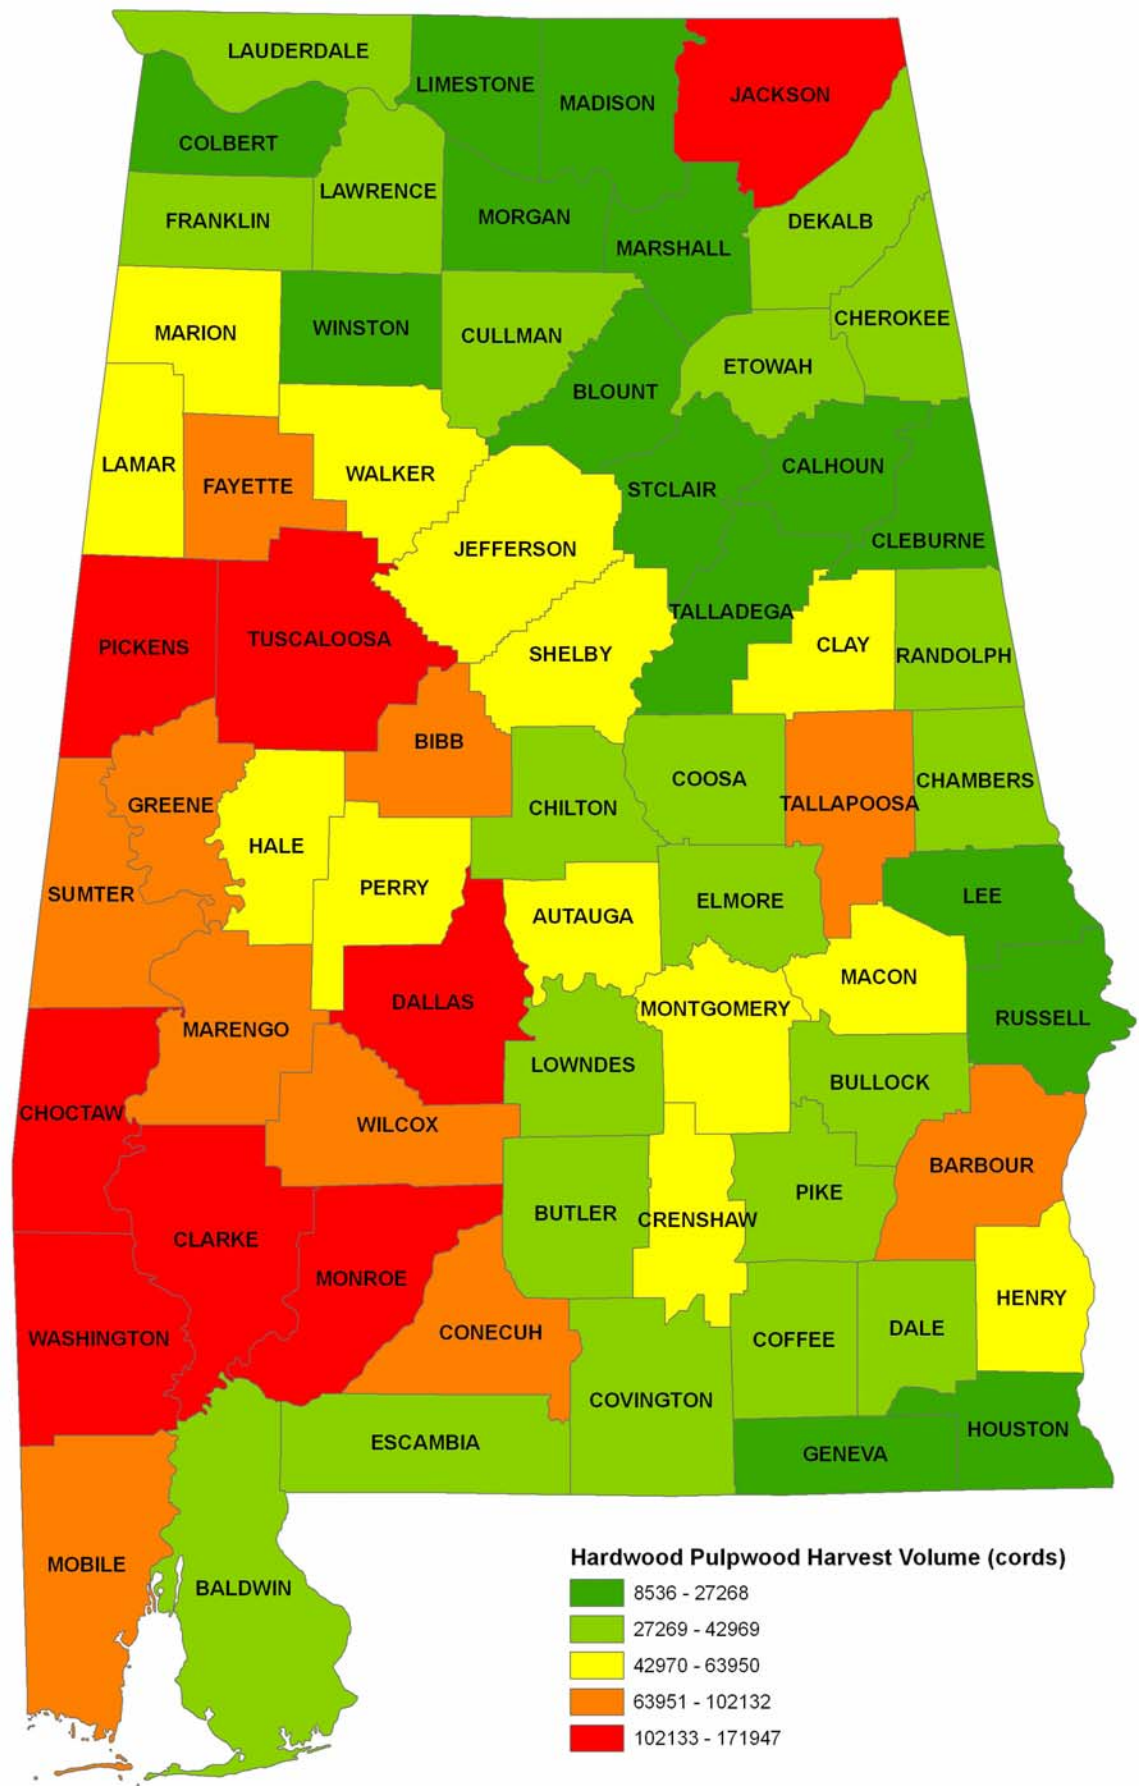 LAUDERDALE
LIMESTONE
MADISON
JACKSON
COLBERT
LAWRENCE
FRANKLIN
MORGAN
DEKALB
MARSHALL
MARION
WINSTON
CULLMAN
CHEROKEE
ETOWAH
BLOUNT
LAMAR
FAYETTE
WALKER
STCLAIR
CALHOUN
JEFFERSON
CLEBURNE
PICKENS
TUSCALOOSA
SHELBY
TALLADEGA
CLAY
RANDOLPH
BIBB
GREENE
CHILTON
COOSA
TALLAPOOSA
CHAMBERS
HALE
SUMTER
PERRY
AUTAUGA
ELMORE
LEE
DALLAS
MACON
MARENGO
MONTGOMERY
RUSSELL
LOWNDES
BULLOCK
CHOCTAW
WILCOX
BARBOUR
CLARKE
BUTLER
CRENSHAW
PIKE
MONROE
WASHINGTON
CONECUH
COFFEE
DALE
HENRY
ESCAMBIA
COVINGTON
GENEVA
HOUSTON
MOBILE
BALDWIN
Hardwood Pulpwood Harvest Volume (cords)
8536 - 27268
27269 - 42969
42970 - 63950
63951 - 102132
102133 - 171947